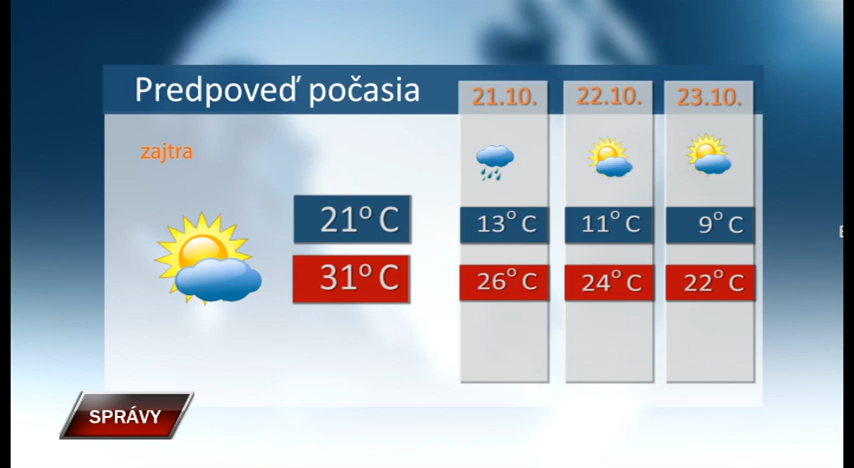 Predpoveď počasia
zajtra
21°C
31°C
21.10. 22.10. 23.10.
13°C 11°C 9°C
26°C 24°C 22°C
SPRÁVY